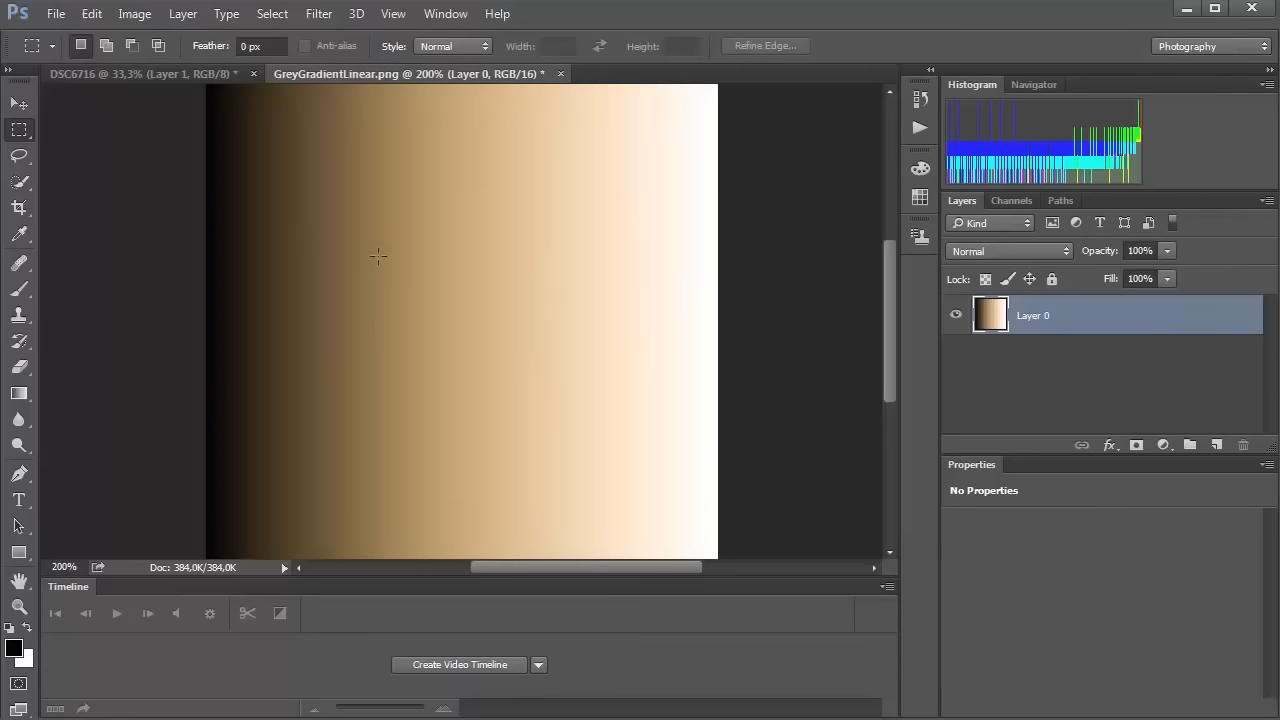 Ps File Edit Image Layer Type Select Filter 3D View Window Help
Feather: 0 px Anti-alias Style: Normal Width: Height: Refine Edge... Photography
DSC6716 @ 33,3% (Layer 1, RGB/8) * GreyGradientLinear.png @ 200% (Layer 0, RGB/16) *
Histogram Navigator
Layers Channels Paths
Kind
Normal Opacity: 100%
Lock: Fill: 100%
Layer 0
Properties
No Properties
200% Doc: 384,0K/384,0K
Timeline
Create Video Timeline